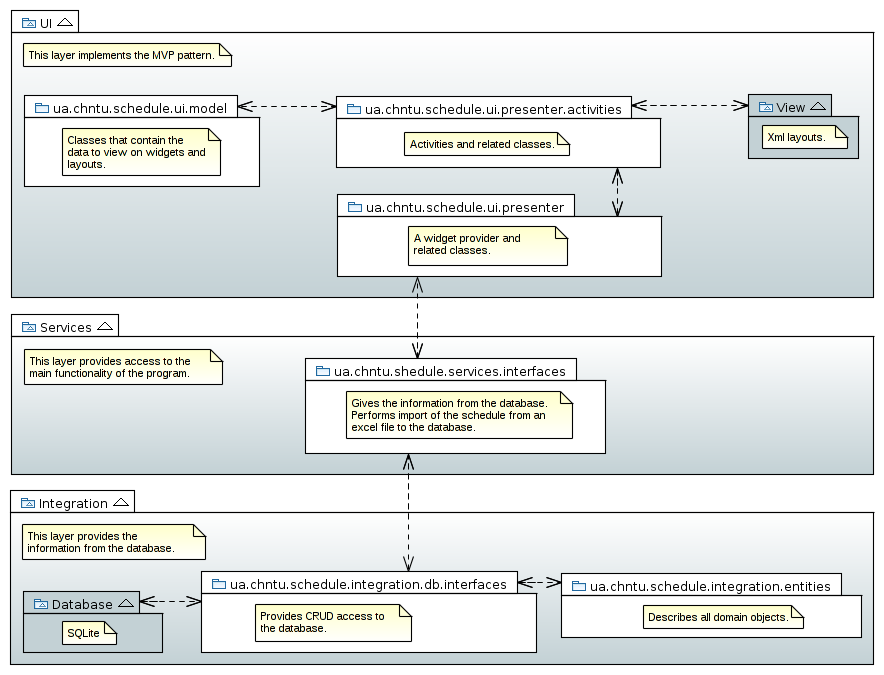 UI
This layer implements the MVP pattern.
ua.chntu.schedule.ui.model
Classes that contain the
data to view on widgets and
layouts.
ua.chntu.schedule.ui.presenter.activities
Activities and related classes.
View
Xml layouts.
ua.chntu.schedule.ui.presenter
A widget provider and
related classes.
Services
This layer provides access to the
main functionality of the program.
ua.chntu.shedule.services.interfaces
Gives the information from the database.
Performs import of the schedule from an
excel file to the database.
Integration
This layer provides the
information from the database.
Database
SQLite
ua.chntu.schedule.integration.db.interfaces
Provides CRUD access to
the database.
ua.chntu.schedule.integration.entities
Describes all domain objects.